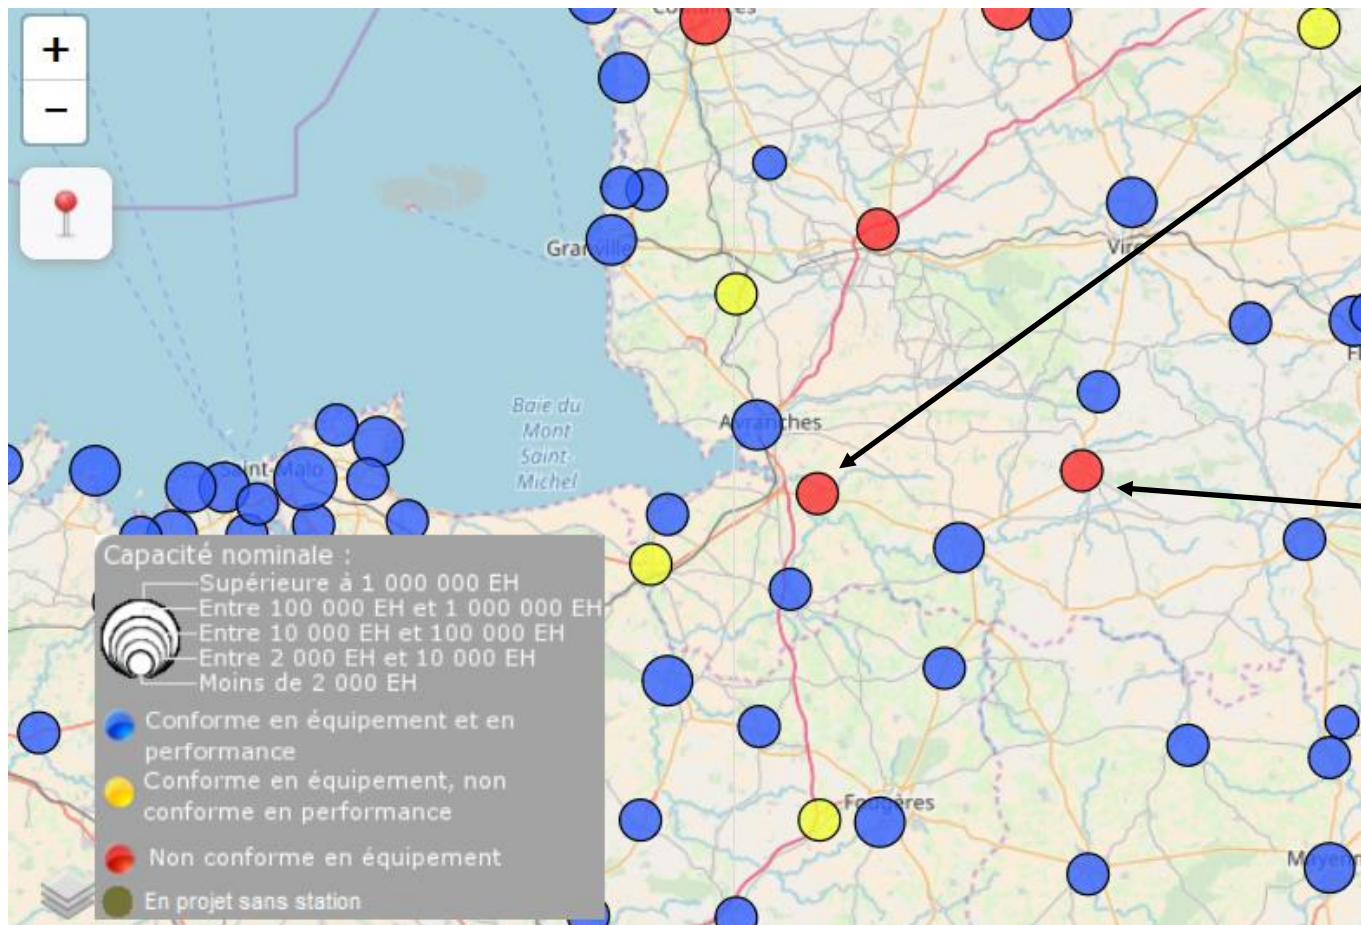 +
−
Granville
Vire
Avranches
Baie du
Mont
Saint-
Michel
Saint-Malo
Capacité nominale :
Supérieure à 1 000 000 EH
Entre 100 000 EH et 1 000 000 EH
Entre 10 000 EH et 100 000 EH
Entre 2 000 EH et 10 000 EH
Moins de 2 000 EH
Conforme en équipement et en
performance
Conforme en équipement, non
conforme en performance
Non conforme en équipement
En projet sans station
Fougères